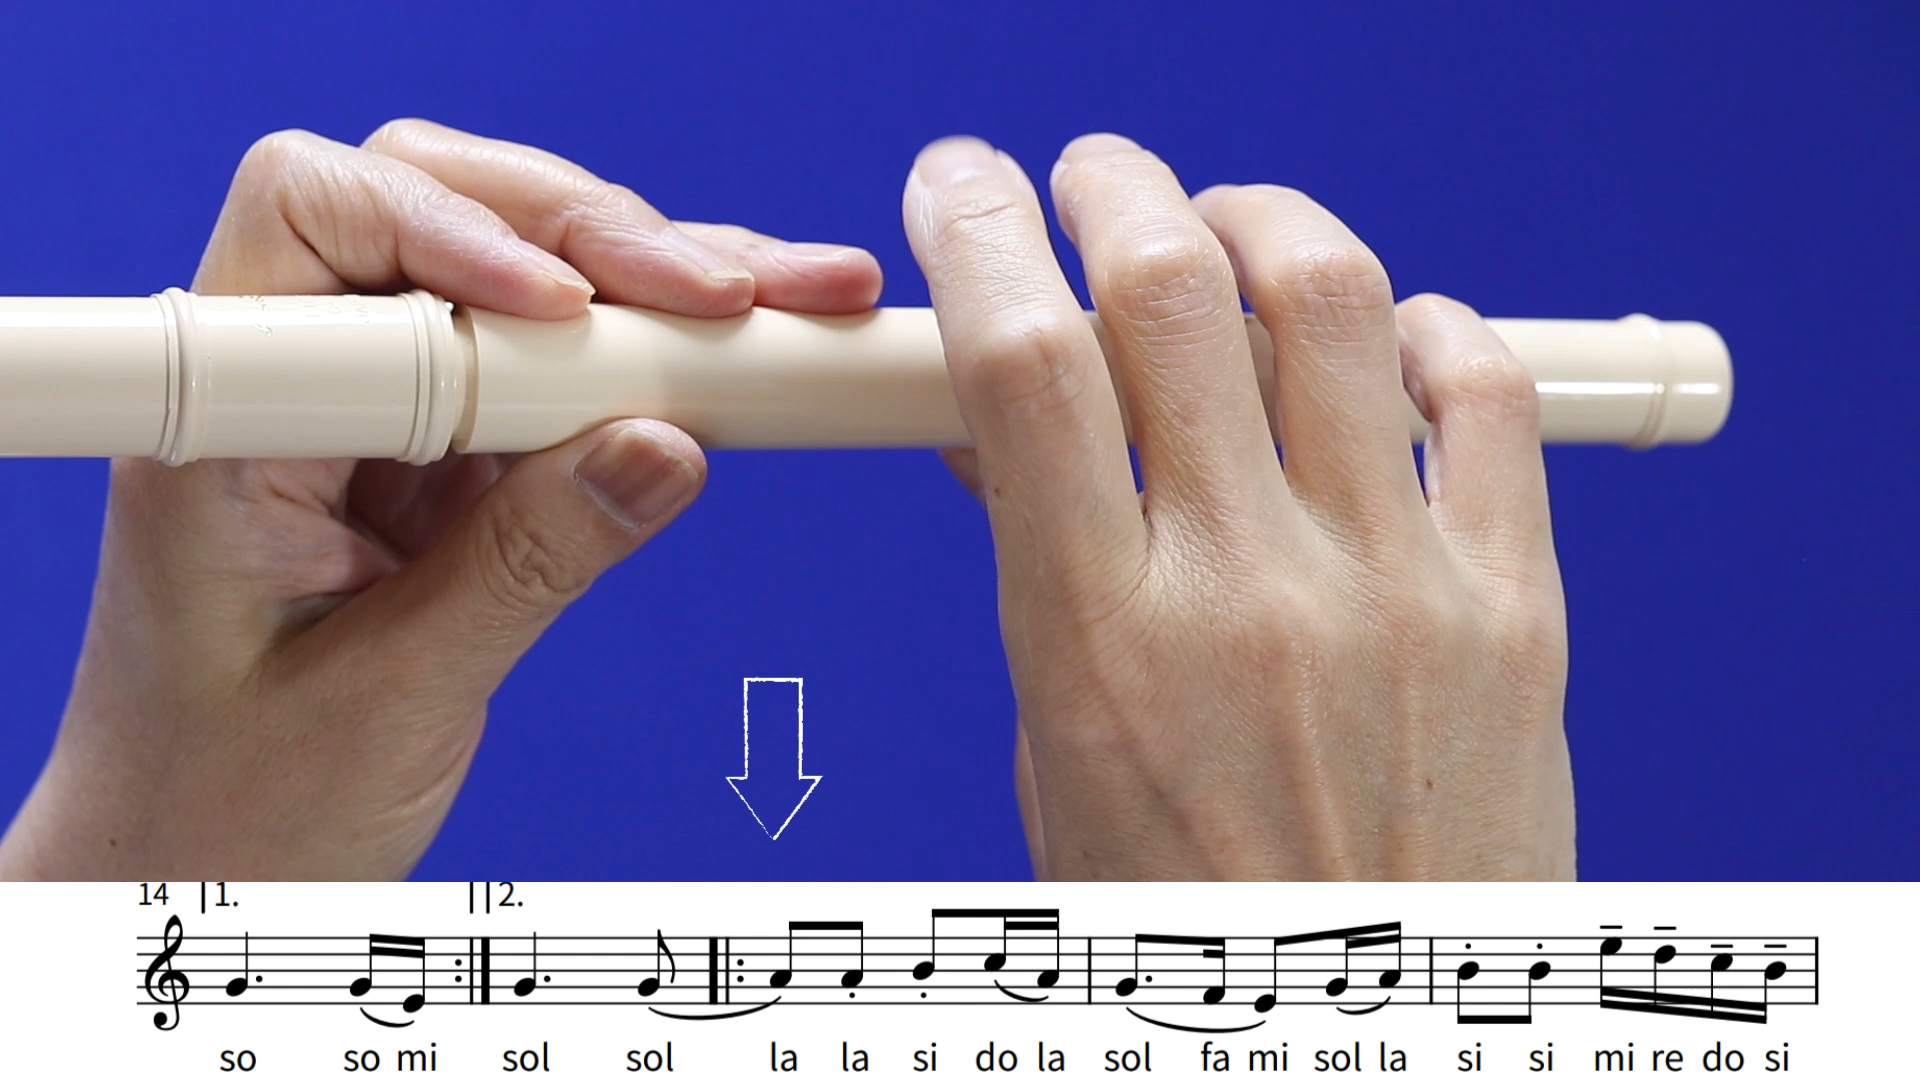 14 1. 2.
so so mi sol sol la la si do la sol fa mi sol la si si mi re do si